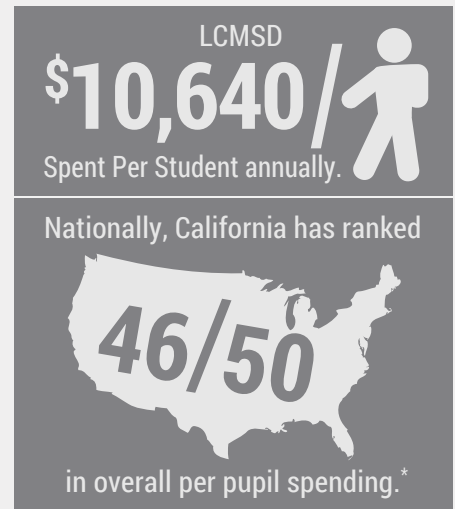 LCMSD
$10,640/
Spent Per Student annually.
Nationally, California has ranked
46/50
in overall per pupil spending.*